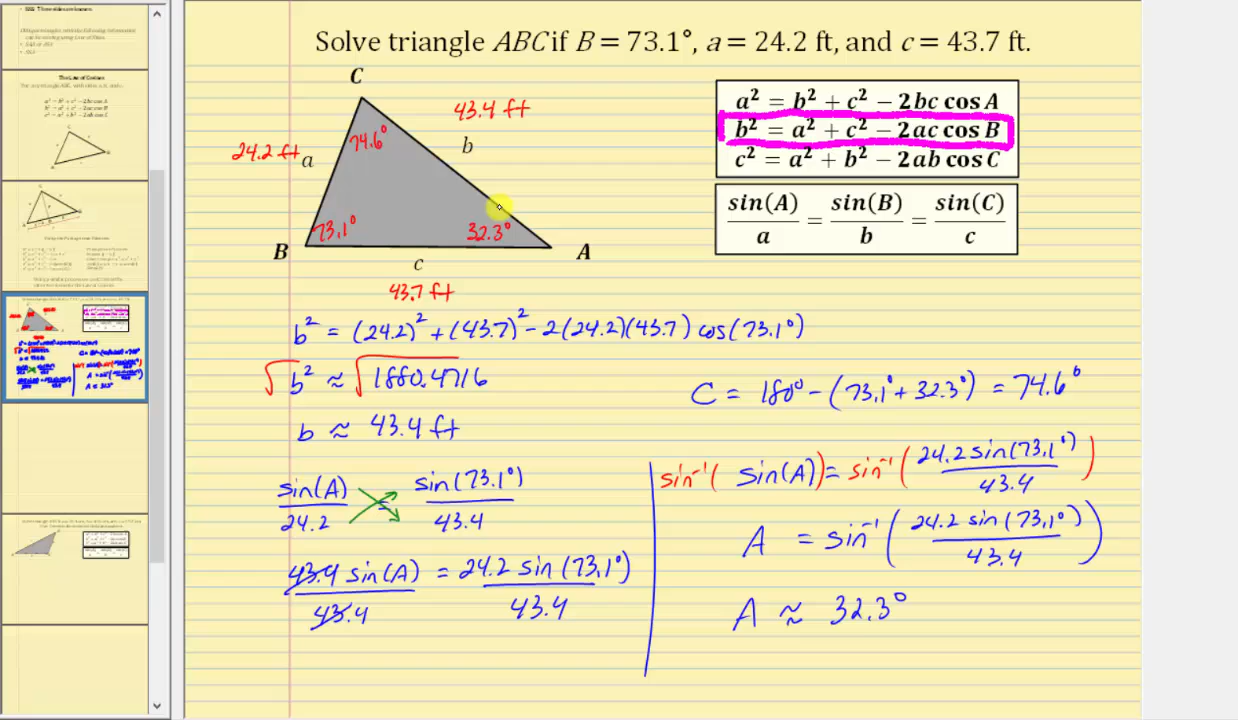 Solve triangle ABC if B = 73.1°, a = 24.2 ft, and c = 43.7 ft.
C
43.4 ft
b
24.2 ft
a
74.6°
73.1°
32.3°
B
A
c
43.7 ft
a² = b² + c² − 2bc cos A
b² = a² + c² − 2ac cos B
c² = a² + b² − 2ab cos C
sin(A)/a = sin(B)/b = sin(C)/c
b² = (24.2)² + (43.7)² − 2(24.2)(43.7) cos(73.1°)
√b² ≈ √1880.4716
b ≈ 43.4 ft
sin(A)/24.2 = sin(73.1°)/43.4
43.4 sin(A)/43.4 = 24.2 sin(73.1°)/43.4
C = 180° − (73.1° + 32.3°) = 74.6°
sin⁻¹( sin(A) ) = sin⁻¹( 24.2 sin(73.1°)/43.4 )
A = sin⁻¹( 24.2 sin(73.1°)/43.4 )
A ≈ 32.3°
The Law of Cosines